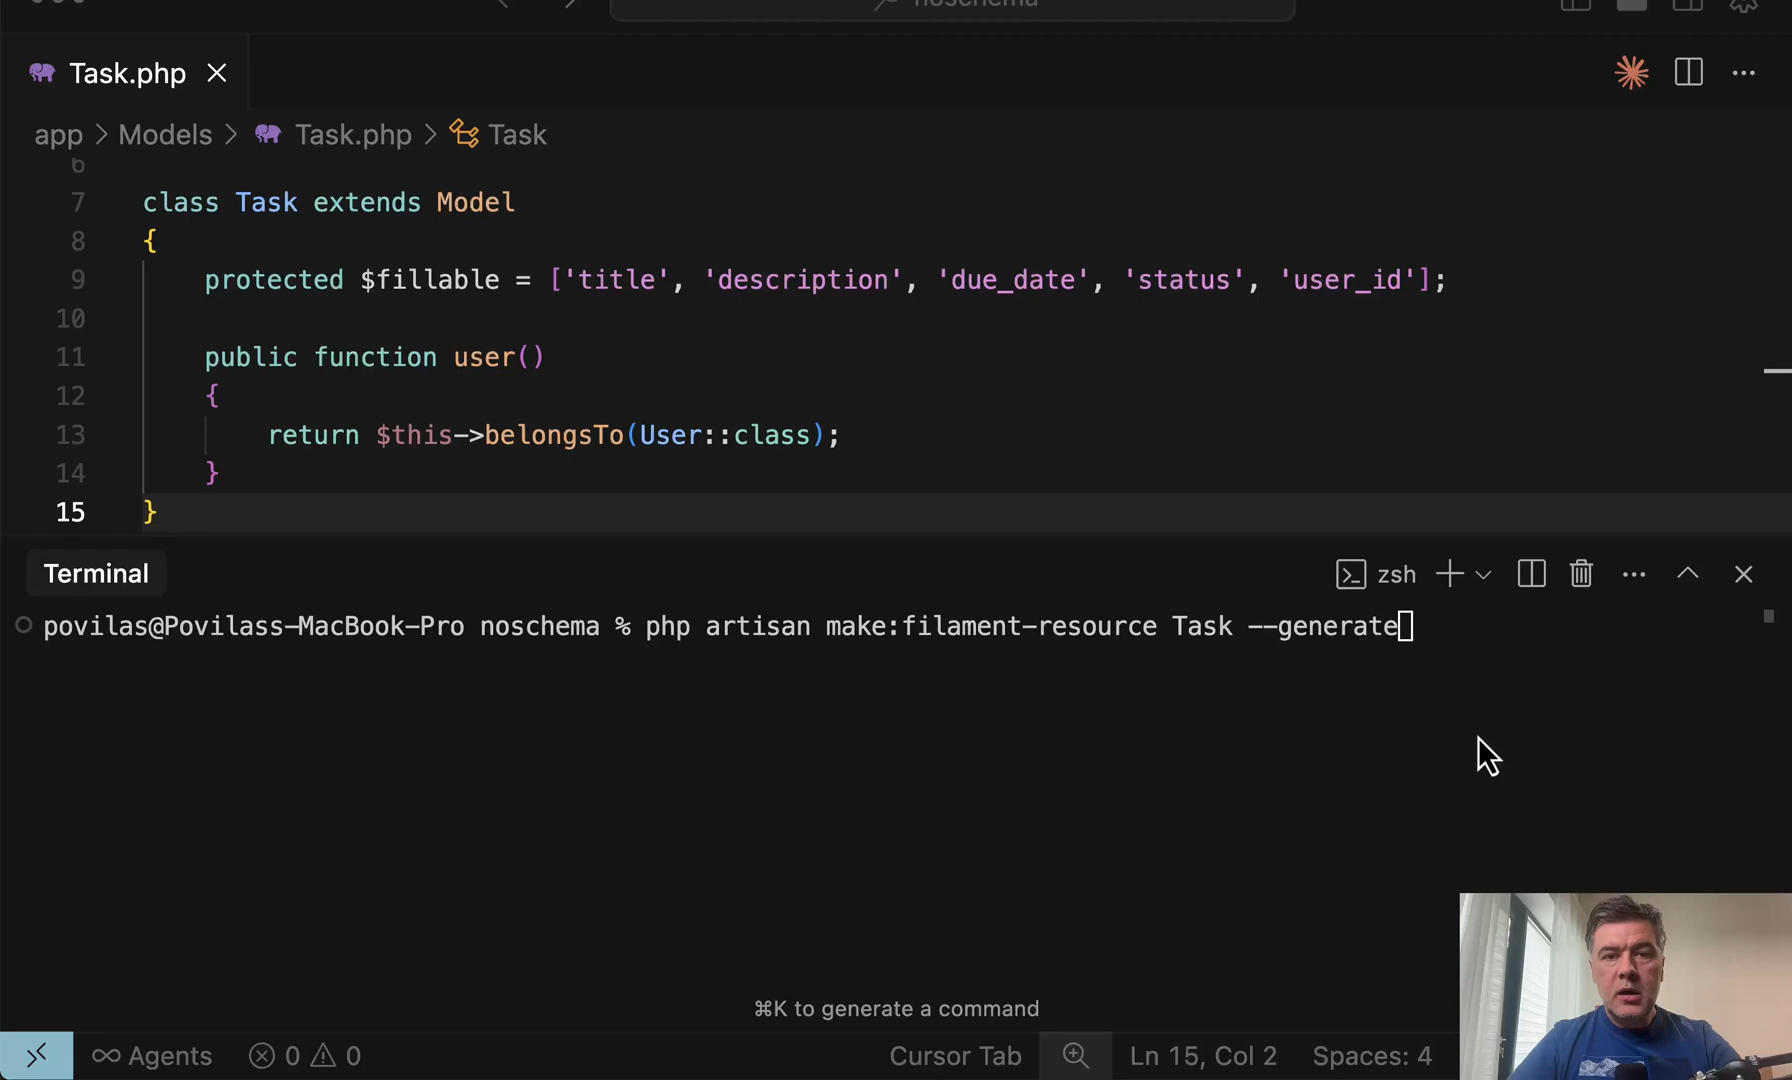 noschema
Task.php
app > Models > Task.php > Task
6
7 class Task extends Model
8 {
9 protected $fillable = ['title', 'description', 'due_date', 'status', 'user_id'];
10
11 public function user()
12 {
13 return $this->belongsTo(User::class);
14 }
15 }
Terminal
zsh
povilas@Povilass-MacBook-Pro noschema % php artisan make:filament-resource Task --generate
⌘K to generate a command
Agents 0 0 Cursor Tab Ln 15, Col 2 Spaces: 4